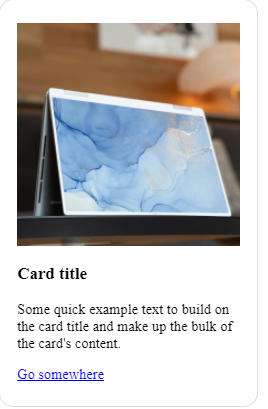 Card title
Some quick example text to build on
the card title and make up the bulk of
the card's content.
Go somewhere